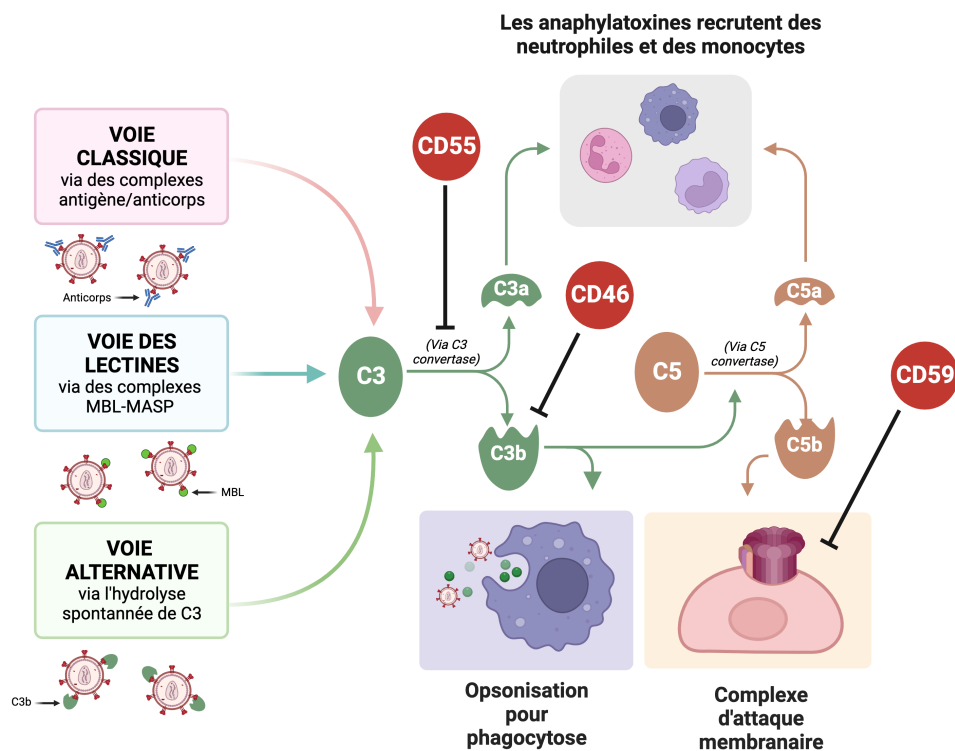 Les anaphylatoxines recrutent des
neutrophiles et des monocytes
VOIE
CLASSIQUE
via des complexes
antigène/anticorps
Anticorps
CD55
VOIE DES
LECTINES
via des complexes
MBL-MASP
MBL
VOIE
ALTERNATIVE
via l'hydrolyse
spontannée de C3
C3b
C3
(Via C3
convertase)
C3a
CD46
C3b
C5
(Via C5
convertase)
C5a
C5b
CD59
Opsonisation
pour
phagocytose
Complexe
d'attaque
membranaire